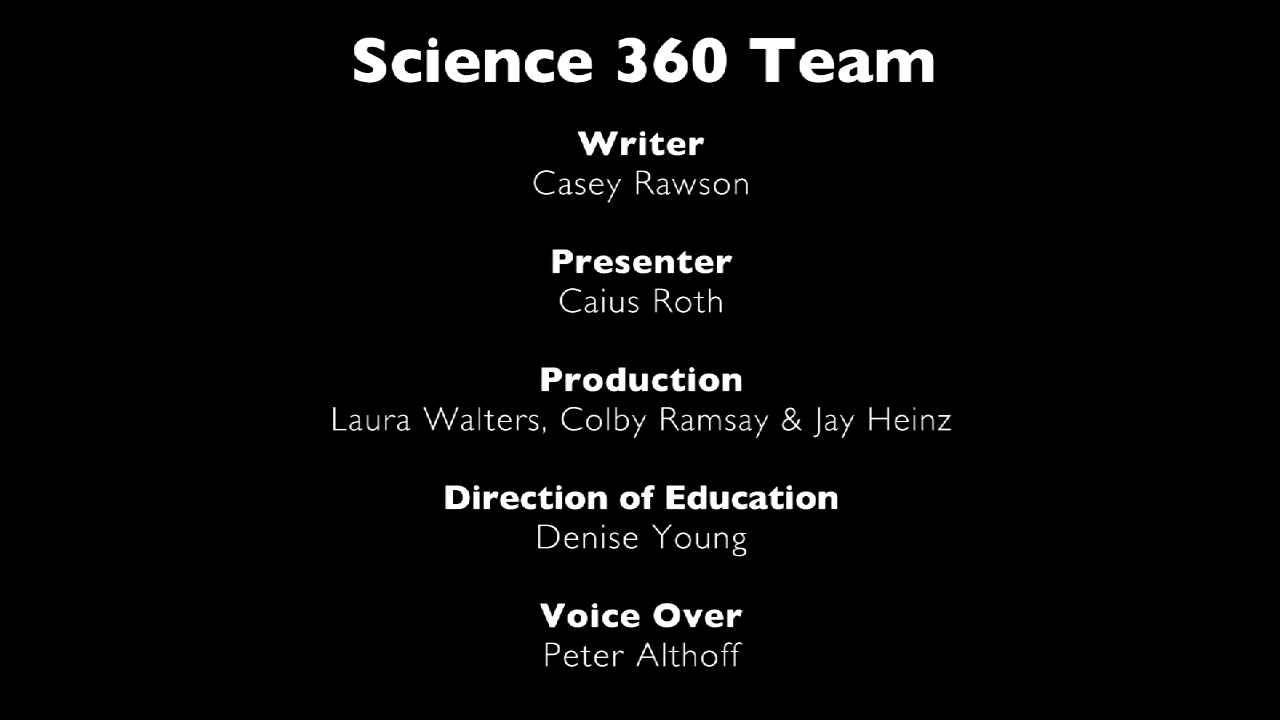 Science 360 Team
Writer
Casey Rawson
Presenter
Caius Roth
Production
Laura Walters, Colby Ramsay & Jay Heinz
Direction of Education
Denise Young
Voice Over
Peter Althoff